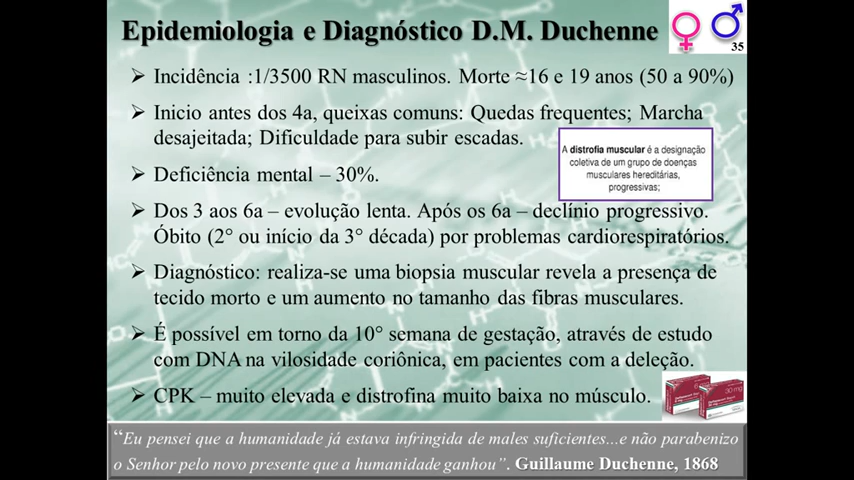 Epidemiologia e Diagnóstico D.M. Duchenne
35
Incidência :1/3500 RN masculinos. Morte ≈16 e 19 anos (50 a 90%)
Inicio antes dos 4a, queixas comuns: Quedas frequentes; Marcha
desajeitada; Dificuldade para subir escadas.
A distrofia muscular é a designação
coletiva de um grupo de doenças
musculares hereditárias,
progressivas;
Deficiência mental – 30%.
Dos 3 aos 6a – evolução lenta. Após os 6a – declínio progressivo.
Óbito (2° ou início da 3° década) por problemas cardiorespiratórios.
Diagnóstico: realiza-se uma biopsia muscular revela a presença de
tecido morto e um aumento no tamanho das fibras musculares.
É possível em torno da 10° semana de gestação, através de estudo
com DNA na vilosidade coriônica, em pacientes com a deleção.
CPK – muito elevada e distrofina muito baixa no músculo.
30 mg
“Eu pensei que a humanidade já estava infringida de males suficientes...e não parabenizo
o Senhor pelo novo presente que a humanidade ganhou”. Guillaume Duchenne, 1868